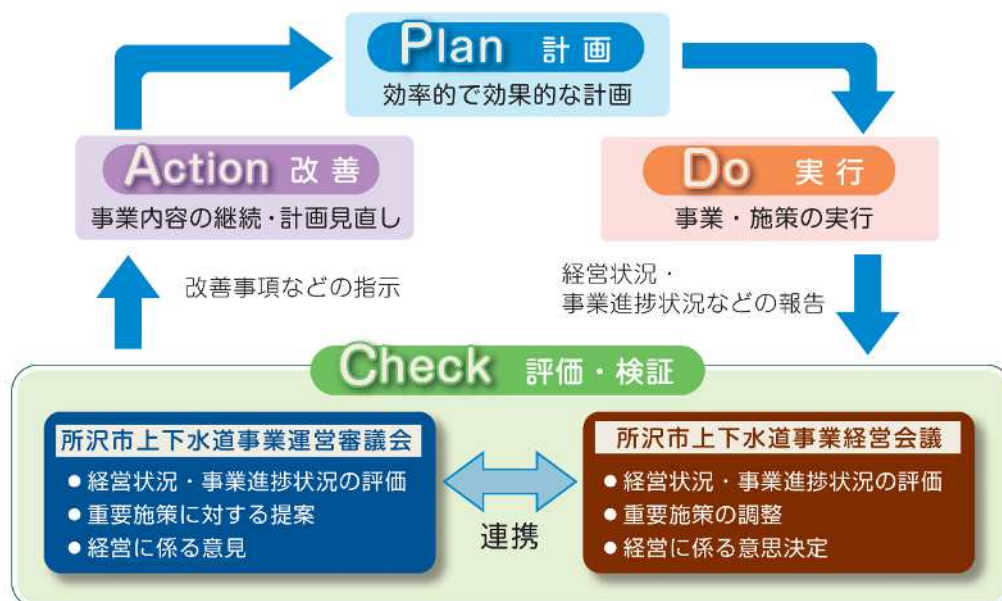 Plan 計画
効率的で効果的な計画
Action 改善
事業内容の継続・計画見直し
Do 実行
事業・施策の実行
改善事項などの指示
経営状況・
事業進捗状況などの報告
Check 評価・検証
所沢市上下水道事業運営審議会
●経営状況・事業進捗状況の評価
●重要施策に対する提案
●経営に係る意見
連携
所沢市上下水道事業経営会議
●経営状況・事業進捗状況の評価
●重要施策の調整
●経営に係る意思決定